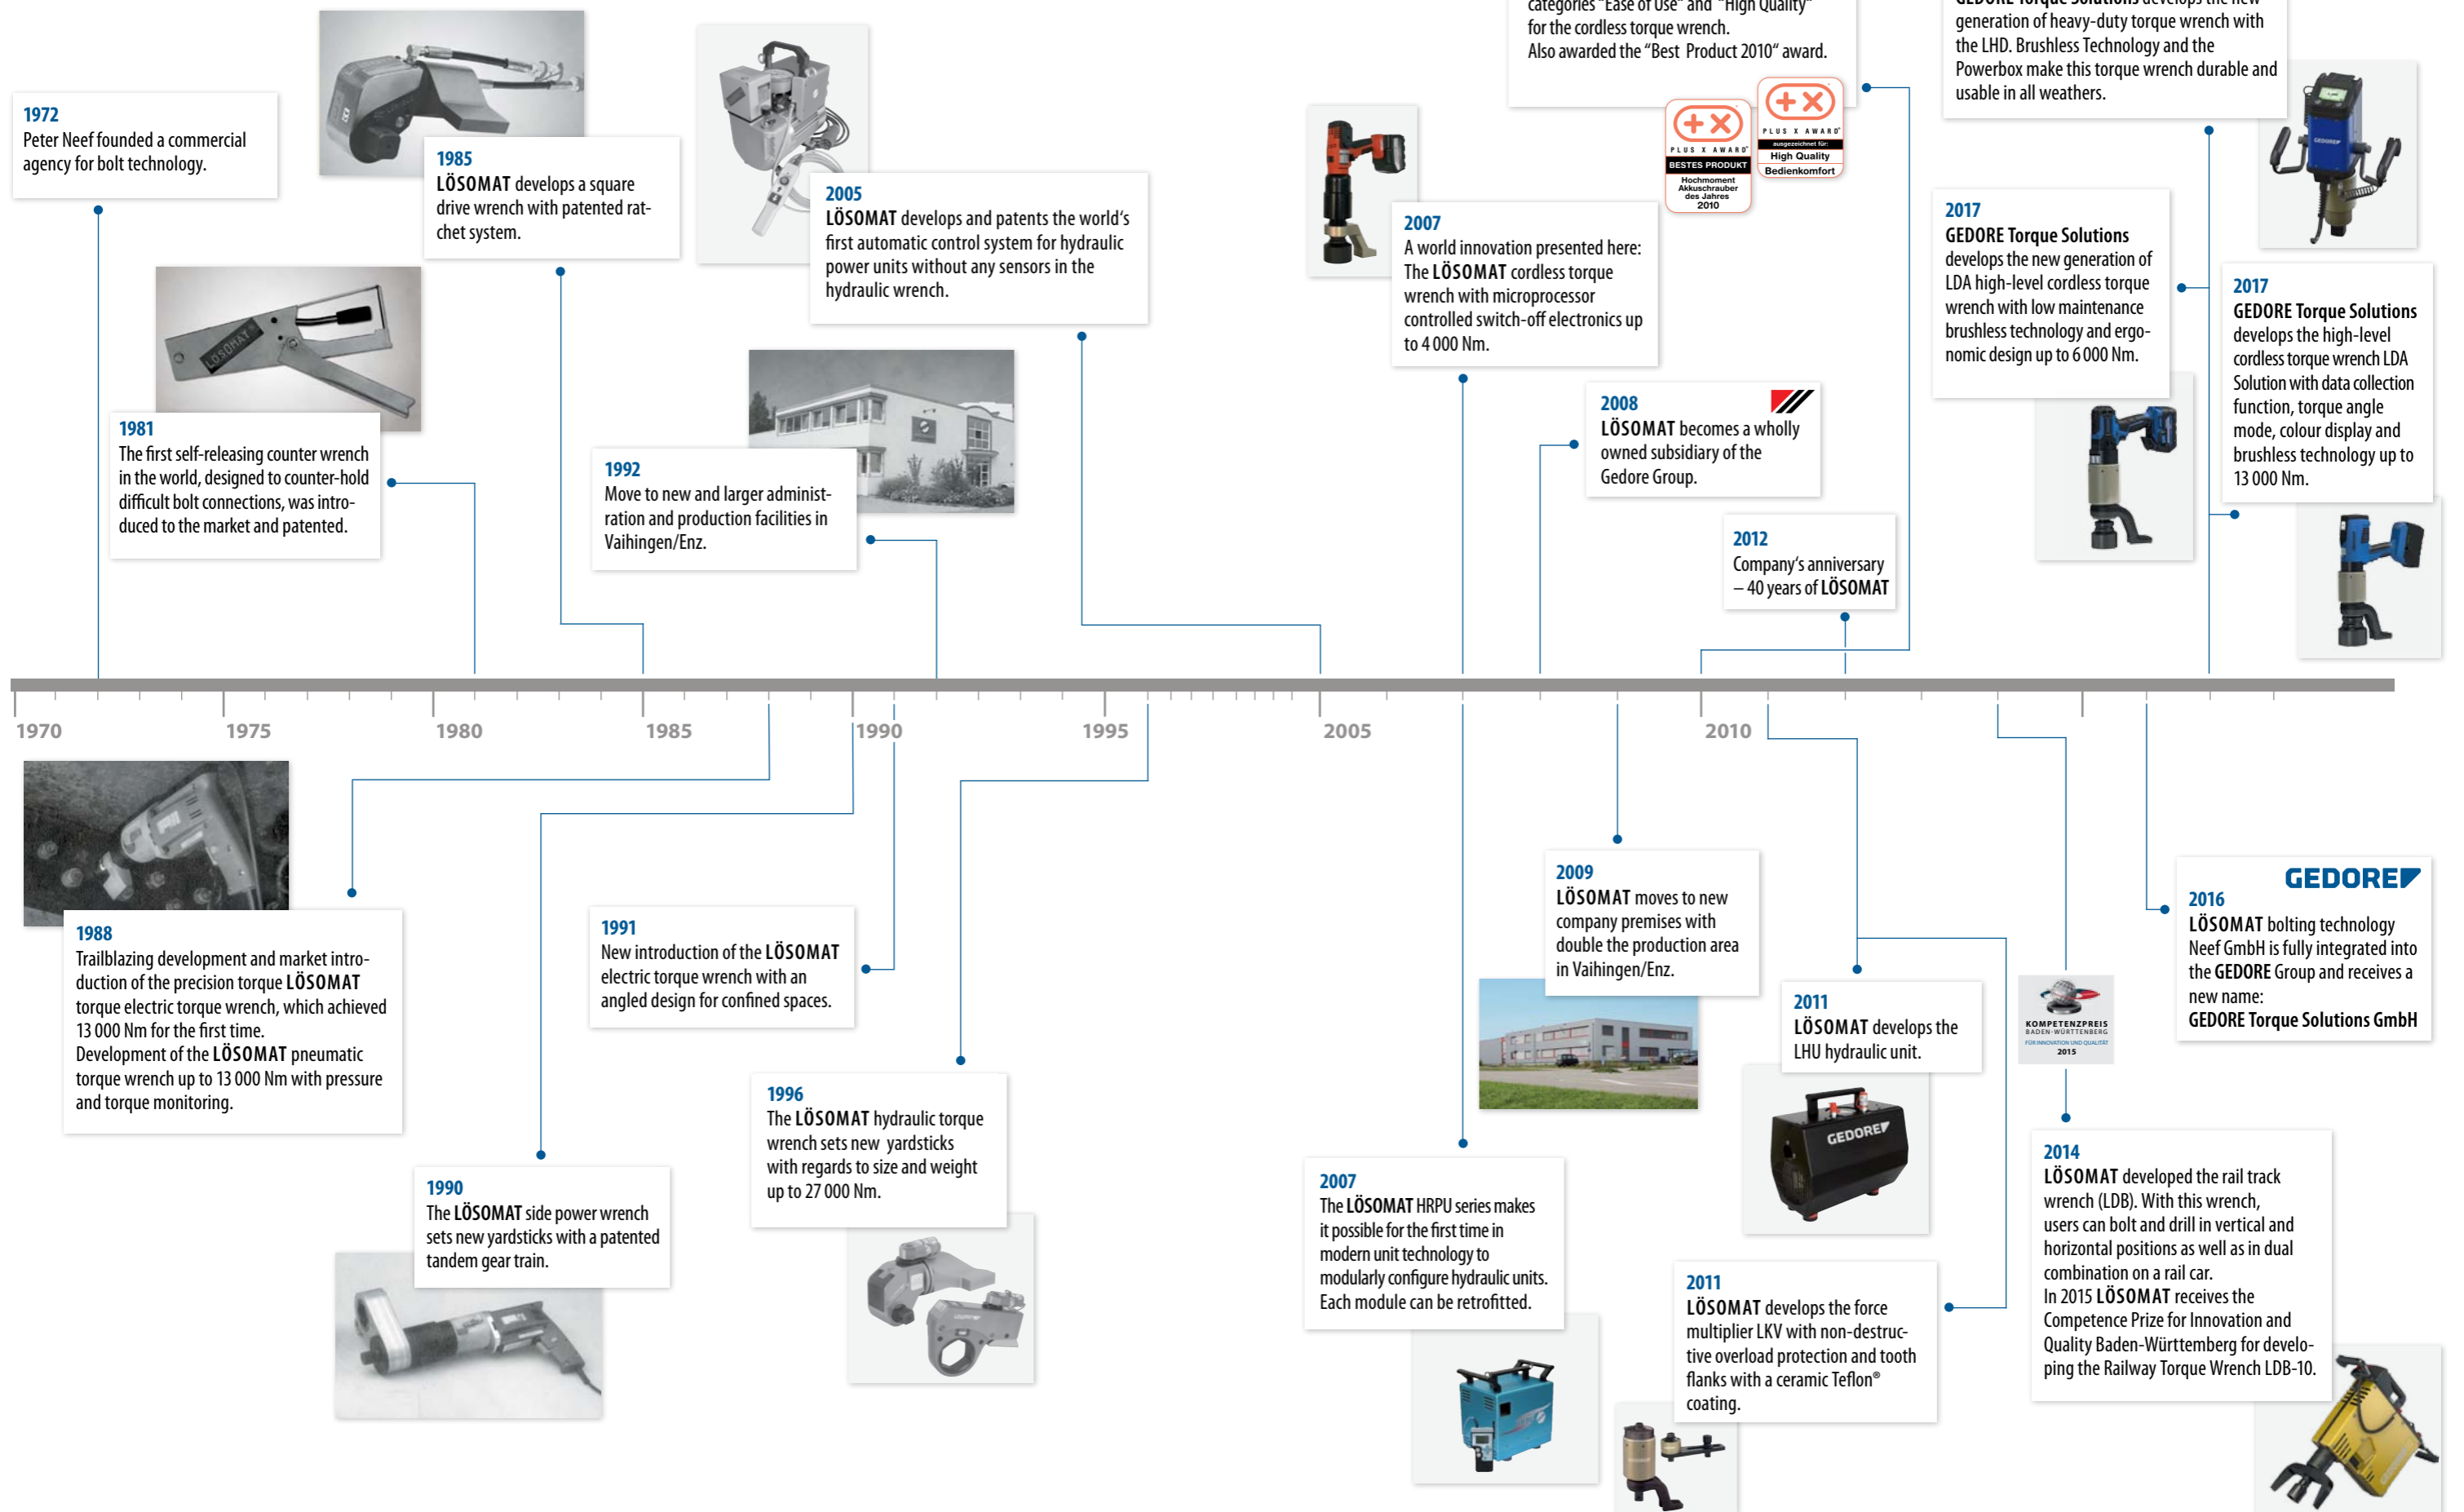 categories “Ease of Use“ and “High Quality“
for the cordless torque wrench.
Also awarded the “Best Product 2010“ award.
PLUS X AWARD
BESTES PRODUKT
Hochmoment
Akkuschrauber
des Jahres
2010
PLUS X AWARD
ausgezeichnet für:
High Quality
Bedienkomfort
GEDORE Torque Solutions develops the new
generation of heavy-duty torque wrench with
the LHD. Brushless Technology and the
Powerbox make this torque wrench durable and
usable in all weathers.
GEDORE
1972
Peter Neef founded a commercial
agency for bolt technology.
1985
LÖSOMAT develops a square
drive wrench with patented rat-
chet system.
2005
LÖSOMAT develops and patents the world‘s
first automatic control system for hydraulic
power units without any sensors in the
hydraulic wrench.
2007
A world innovation presented here:
The LÖSOMAT cordless torque
wrench with microprocessor
controlled switch-off electronics up
to 4 000 Nm.
2017
GEDORE Torque Solutions
develops the new generation of
LDA high-level cordless torque
wrench with low maintenance
brushless technology and ergo-
nomic design up to 6 000 Nm.
2017
GEDORE Torque Solutions
develops the high-level
cordless torque wrench LDA
Solution with data collection
function, torque angle
mode, colour display and
brushless technology up to
13 000 Nm.
LÖSOMAT
1981
The first self-releasing counter wrench
in the world, designed to counter-hold
difficult bolt connections, was intro-
duced to the market and patented.
1992
Move to new and larger administ-
ration and production facilities in
Vaihingen/Enz.
2008
LÖSOMAT becomes a wholly
owned subsidiary of the
Gedore Group.
2012
Company‘s anniversary
– 40 years of LÖSOMAT
1970
1975
1980
1985
1990
1995
2005
2010
1988
Trailblazing development and market intro-
duction of the precision torque LÖSOMAT
torque electric torque wrench, which achieved
13 000 Nm for the first time.
Development of the LÖSOMAT pneumatic
torque wrench up to 13 000 Nm with pressure
and torque monitoring.
1991
New introduction of the LÖSOMAT
electric torque wrench with an
angled design for confined spaces.
1990
The LÖSOMAT side power wrench
sets new yardsticks with a patented
tandem gear train.
1996
The LÖSOMAT hydraulic torque
wrench sets new yardsticks
with regards to size and weight
up to 27 000 Nm.
2009
LÖSOMAT moves to new
company premises with
double the production area
in Vaihingen/Enz.
2007
The LÖSOMAT HRPU series makes
it possible for the first time in
modern unit technology to
modularly configure hydraulic units.
Each module can be retrofitted.
2011
LÖSOMAT develops the
LHU hydraulic unit.
GEDORE
2011
LÖSOMAT develops the force
multiplier LKV with non-destruc-
tive overload protection and tooth
flanks with a ceramic Teflon®
coating.
GEDORE
KOMPETENZPREIS
BADEN-WÜRTTEMBERG
FÜR INNOVATION UND QUALITÄT
2015
2014
LÖSOMAT developed the rail track
wrench (LDB). With this wrench,
users can bolt and drill in vertical and
horizontal positions as well as in dual
combination on a rail car.
In 2015 LÖSOMAT receives the
Competence Prize for Innovation and
Quality Baden-Württemberg for develo-
ping the Railway Torque Wrench LDB-10.
GEDORE
GEDORE
2016
LÖSOMAT bolting technology
Neef GmbH is fully integrated into
the GEDORE Group and receives a
new name:
GEDORE Torque Solutions GmbH